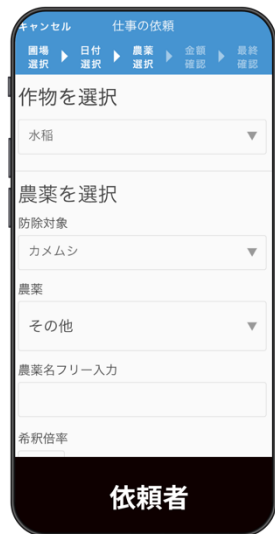 キャンセル 仕事の依頼
圃場選択 ▶ 日付選択 ▶ 農薬選択 ▶ 金額確認 ▶ 最終確認
作物を選択
水稲 ▼
農薬を選択
防除対象
カメムシ ▼
農薬
その他 ▼
農薬名フリー入力
希釈倍率
依頼者